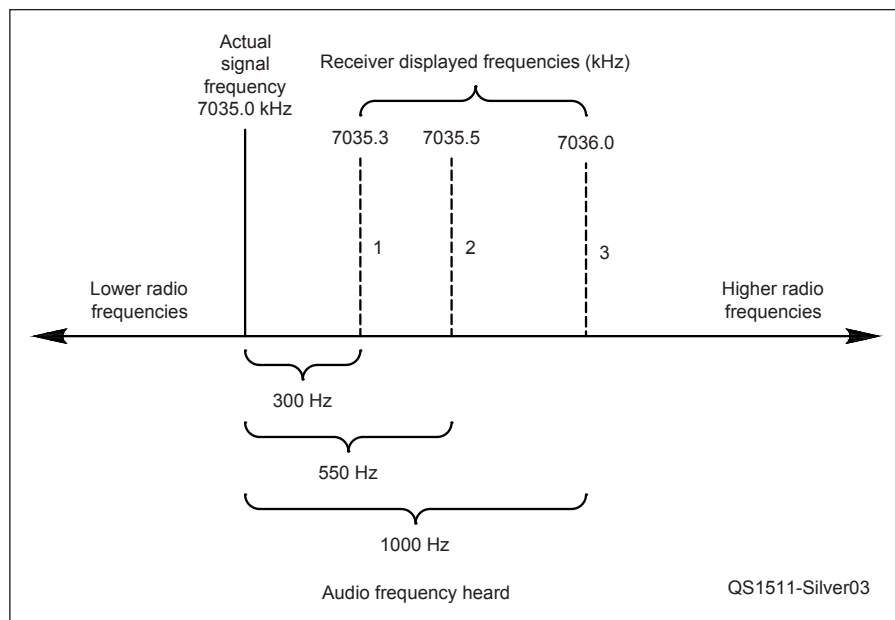 Actual
signal
frequency
7035.0 kHz
Receiver displayed frequencies (kHz)
7035.3
7035.5
7036.0
1
2
3
Lower radio
frequencies
Higher radio
frequencies
300 Hz
550 Hz
1000 Hz
Audio frequency heard
QS1511-Silver03